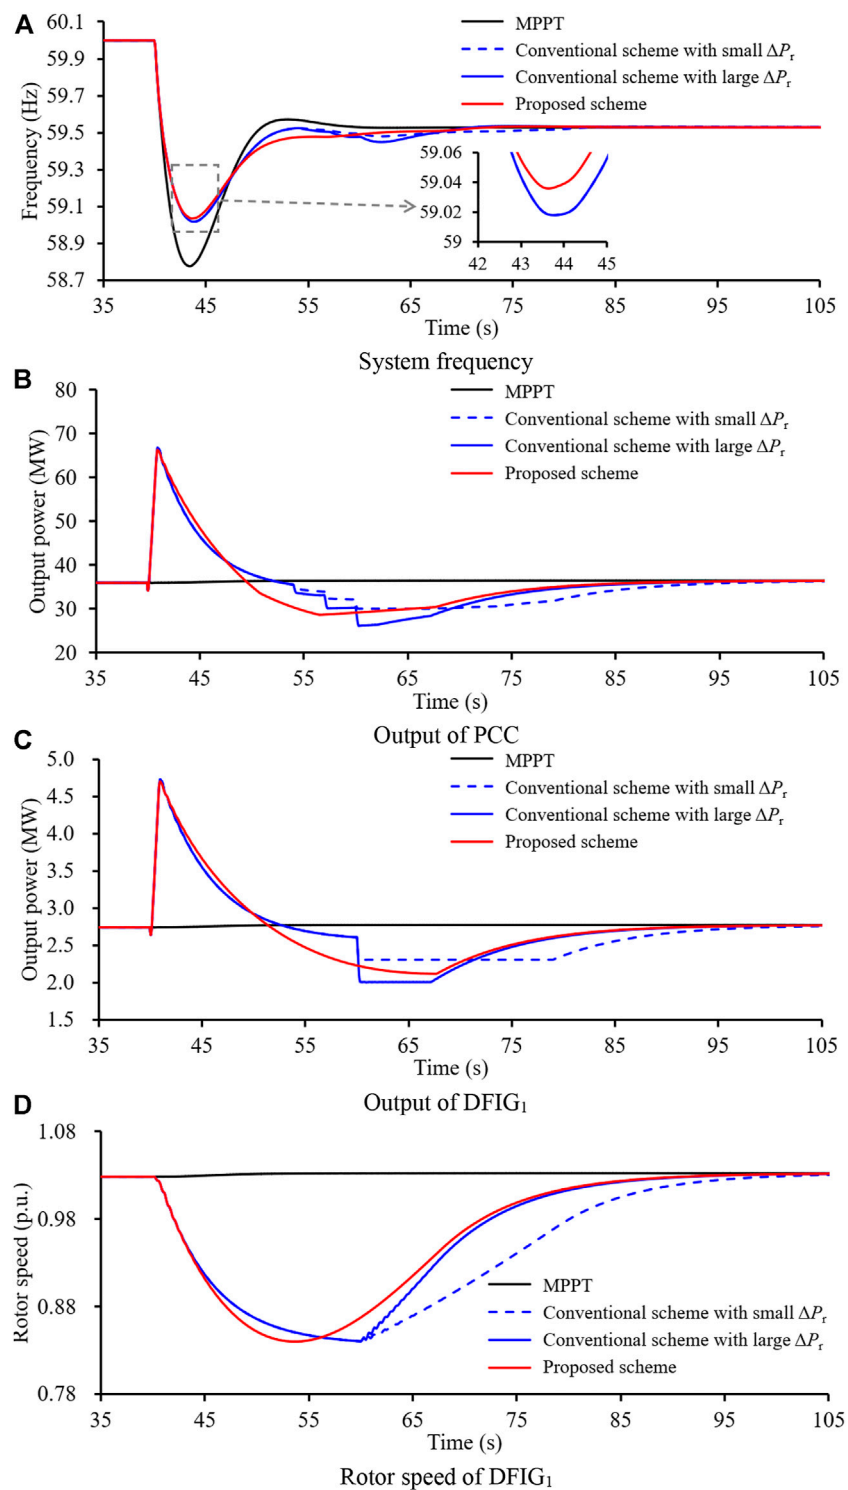 A
60.1
59.9
59.7
59.5
59.3
59.1
58.9
58.7
Frequency (Hz)
MPPT
Conventional scheme with small ΔPr
Conventional scheme with large ΔPr
Proposed scheme
59.06
59.04
59.02
59
42 43 44 45
35 45 55 65 75 85 95 105
Time (s)
System frequency
B
80
70
60
50
40
30
20
Output power (MW)
MPPT
Conventional scheme with small ΔPr
Conventional scheme with large ΔPr
Proposed scheme
35 45 55 65 75 85 95 105
Time (s)
Output of PCC
C
5.0
4.5
4.0
3.5
3.0
2.5
2.0
1.5
Output power (MW)
MPPT
Conventional scheme with small ΔPr
Conventional scheme with large ΔPr
Proposed scheme
35 45 55 65 75 85 95 105
Time (s)
Output of DFIG1
D
1.08
0.98
0.88
0.78
Rotor speed (p.u.)
MPPT
Conventional scheme with small ΔPr
Conventional scheme with large ΔPr
Proposed scheme
35 45 55 65 75 85 95 105
Time (s)
Rotor speed of DFIG1